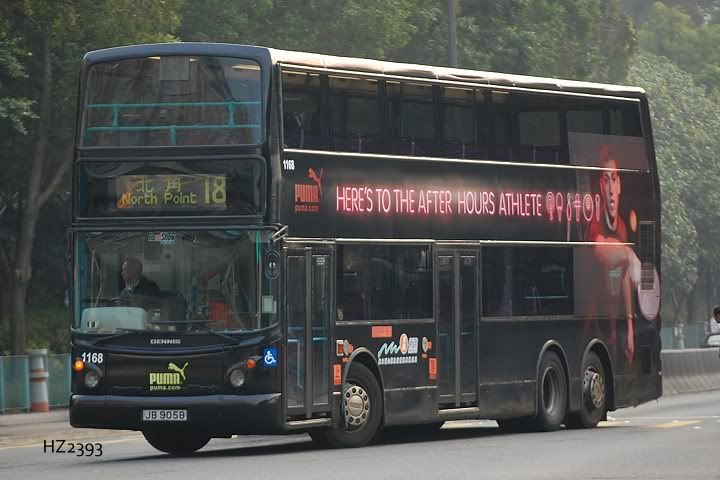 北角
North Point
18
1168
PUMA
puma.com
HERE'S TO THE AFTER HOURS ATHLETE
DENNIS
1168
PUMA
puma.com
JB 9058
HZ2393